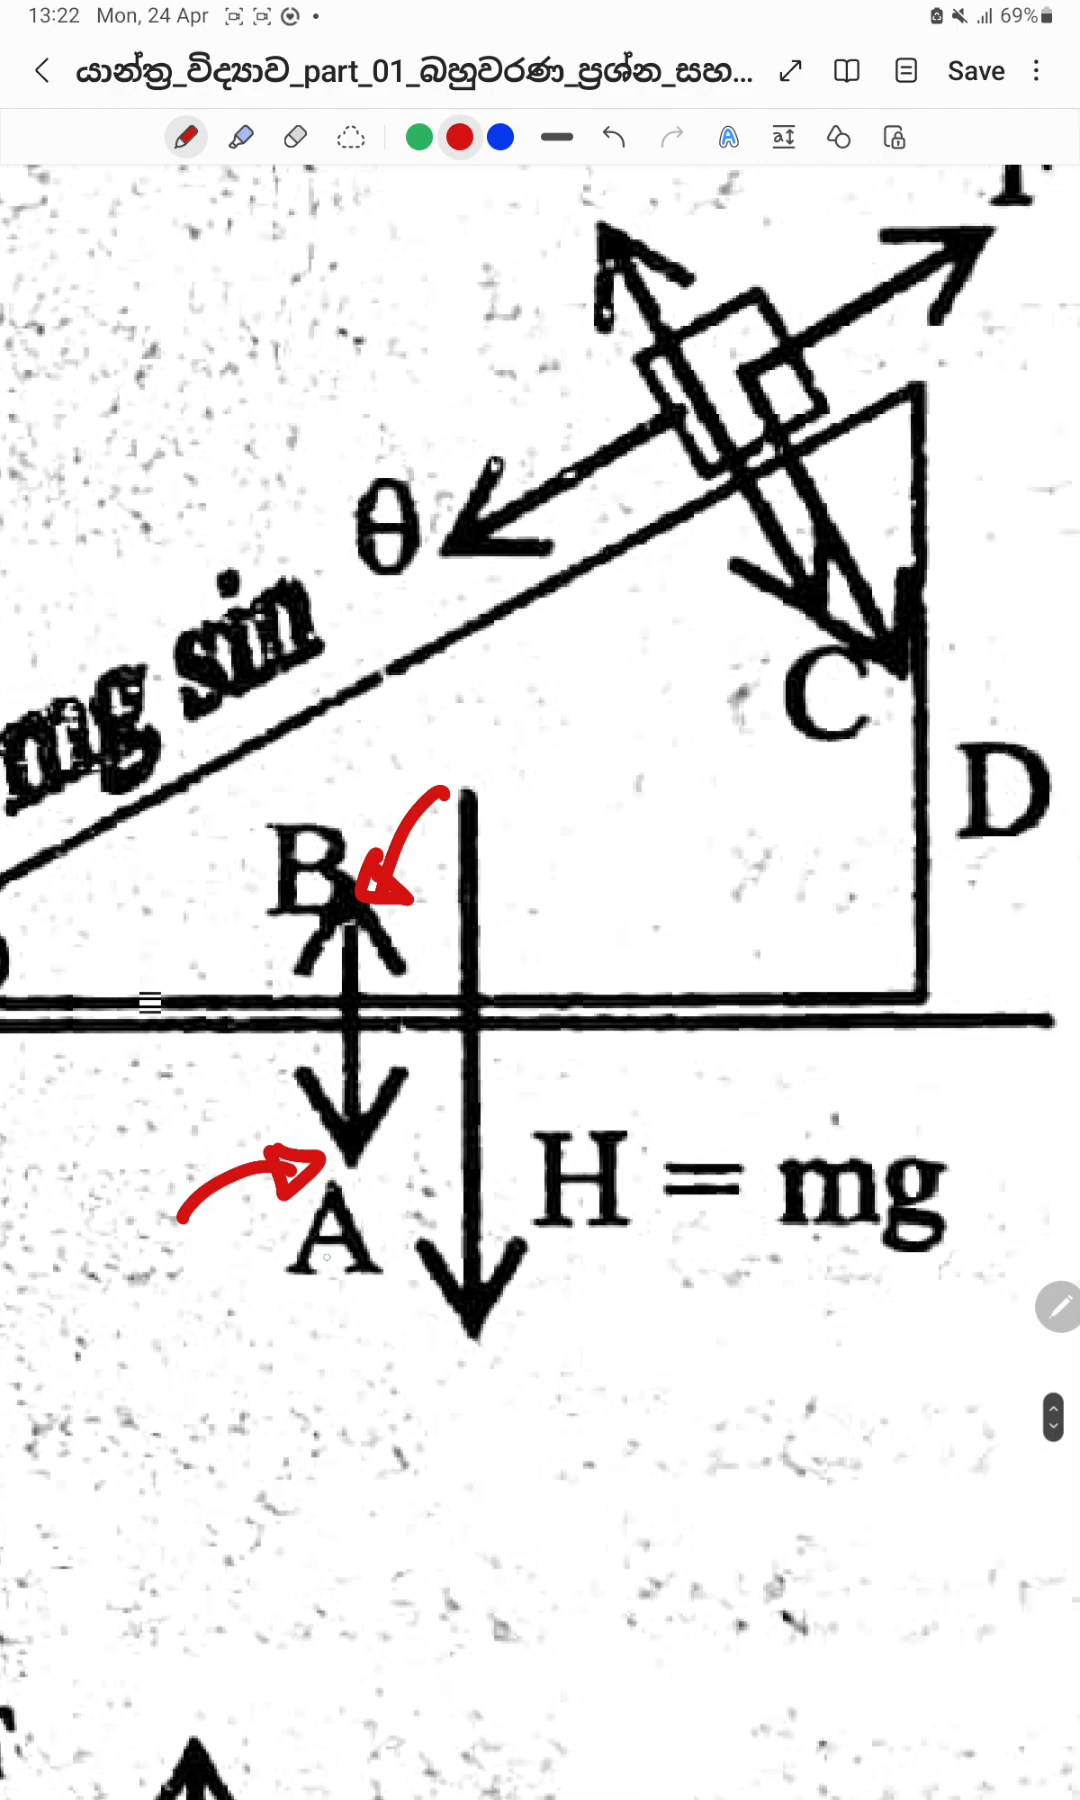 13:22 Mon, 24 Apr
69%
යාන්ත්‍ර_විද්‍යාව_part_01_බහුවරණ_ප්‍රශ්න_සහ...
Save
θ
mg sin
C
D
B
H = mg
A